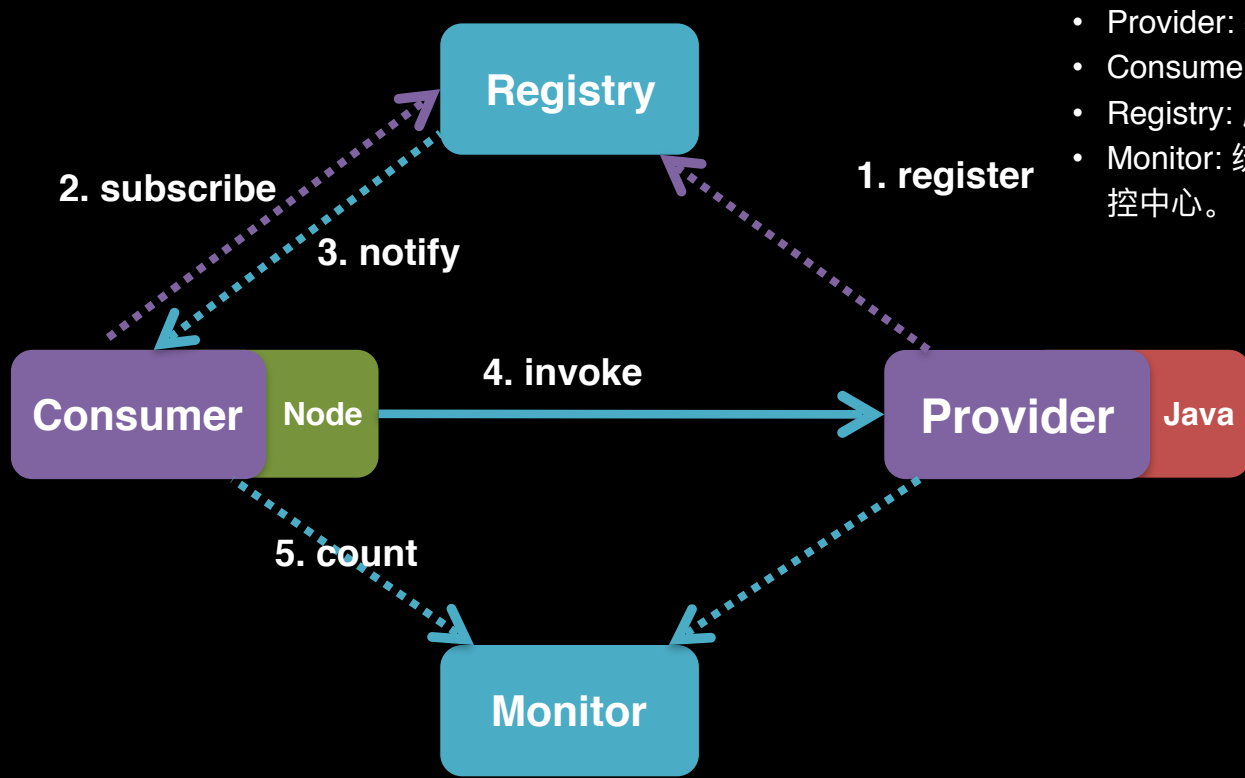 Registry
• Provider:
• Consume
• Registry:
• Monitor:
控中心。
1. register
2. subscribe
3. notify
Consumer
Node
4. invoke
Provider
Java
5. count
Monitor